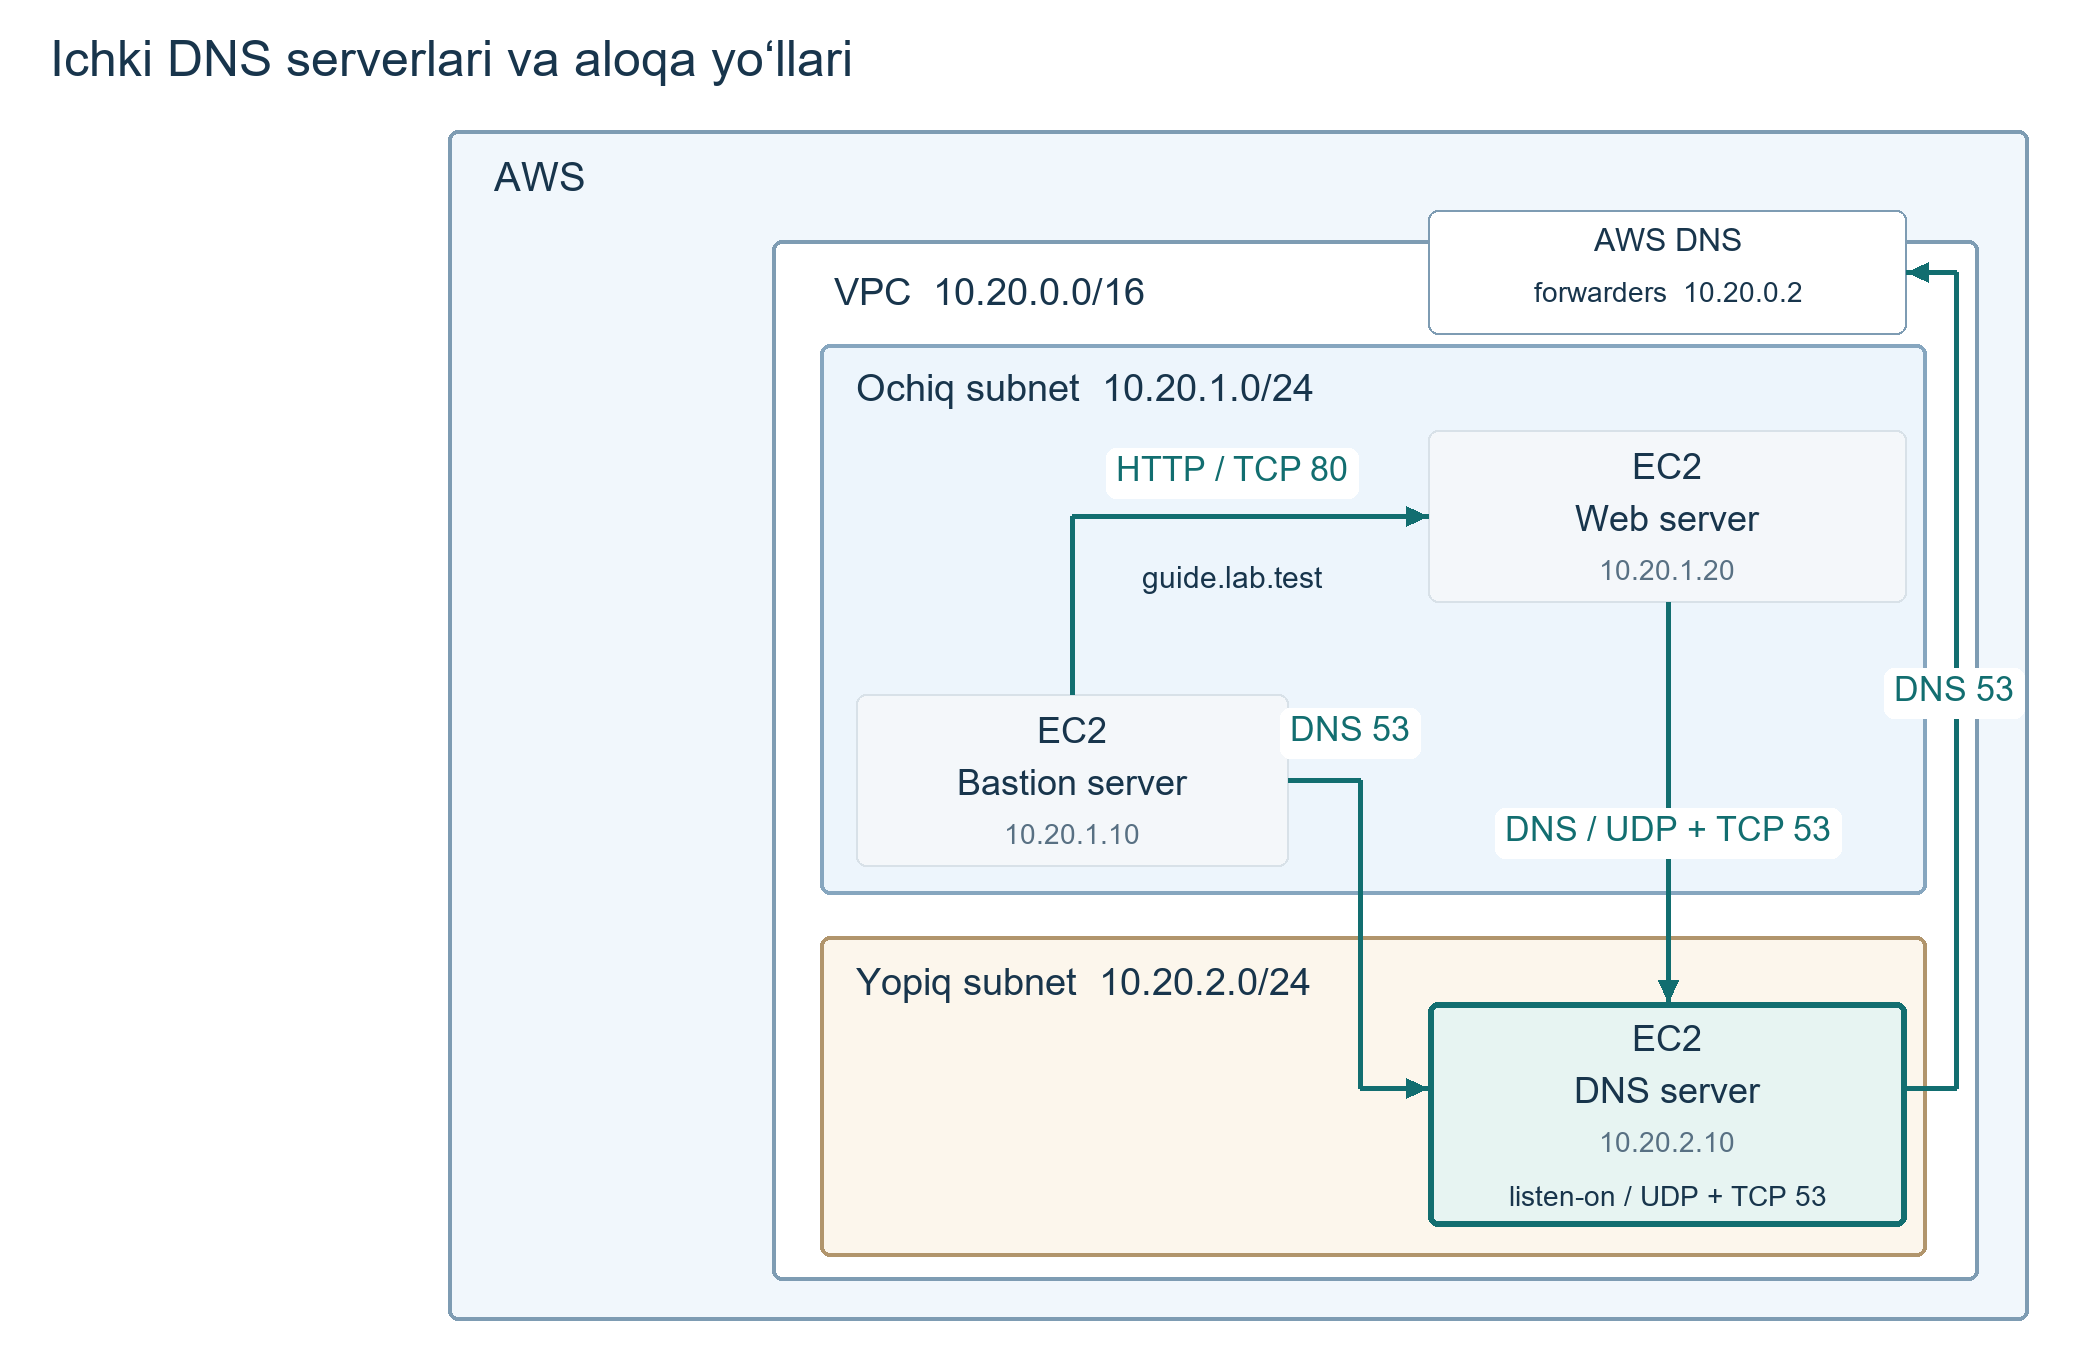 Ichki DNS serverlari va aloqa yo‘llari
AWS
AWS DNS
forwarders 10.20.0.2
VPC 10.20.0.0/16
Ochiq subnet 10.20.1.0/24
HTTP / TCP 80
EC2
Web server
10.20.1.20
guide.lab.test
DNS 53
EC2
Bastion server
10.20.1.10
DNS 53
DNS / UDP + TCP 53
Yopiq subnet 10.20.2.0/24
EC2
DNS server
10.20.2.10
listen-on / UDP + TCP 53